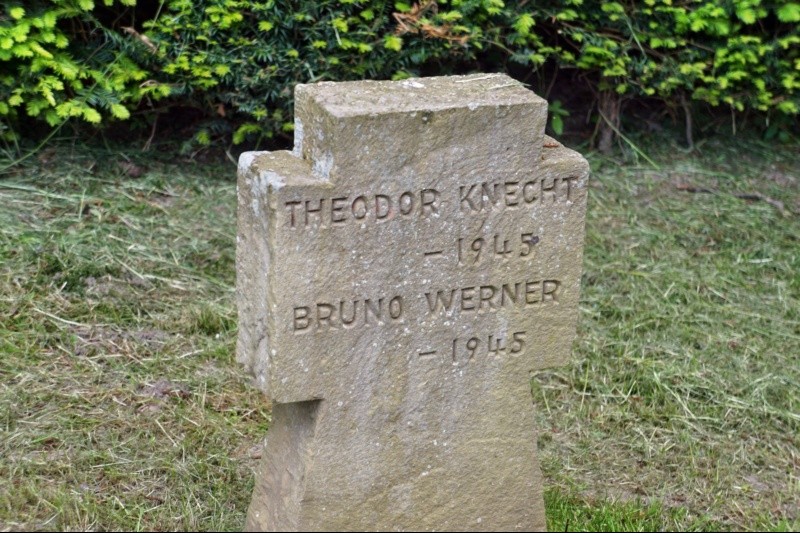 THEODOR KNECHT
– 1945
BRUNO WERNER
– 1945